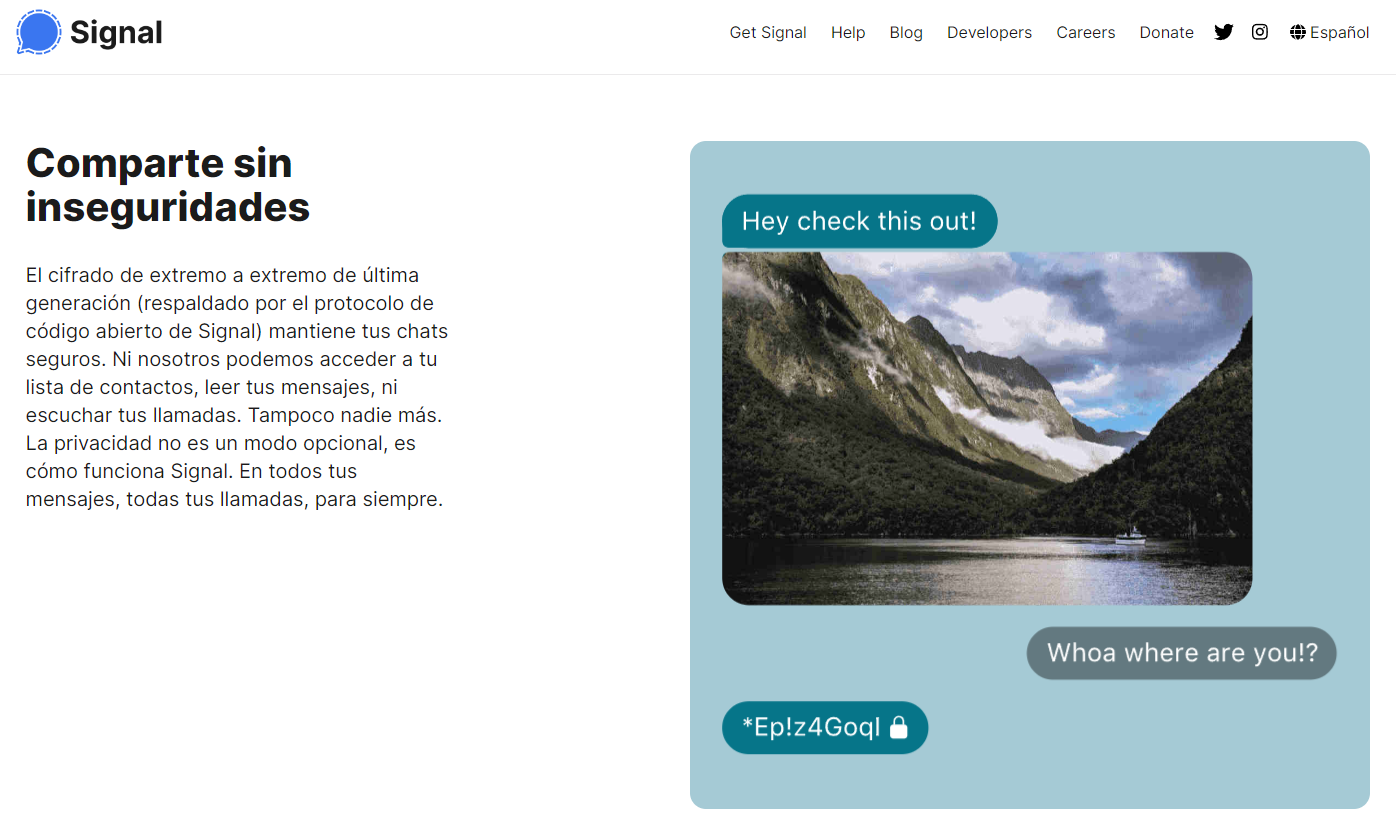 Signal
Get Signal Help Blog Developers Careers Donate Español
Comparte sin
inseguridades
El cifrado de extremo a extremo de última
generación (respaldado por el protocolo de
código abierto de Signal) mantiene tus chats
seguros. Ni nosotros podemos acceder a tu
lista de contactos, leer tus mensajes, ni
escuchar tus llamadas. Tampoco nadie más.
La privacidad no es un modo opcional, es
cómo funciona Signal. En todos tus
mensajes, todas tus llamadas, para siempre.
Hey check this out!
Whoa where are you!?
*Ep!z4GoqI